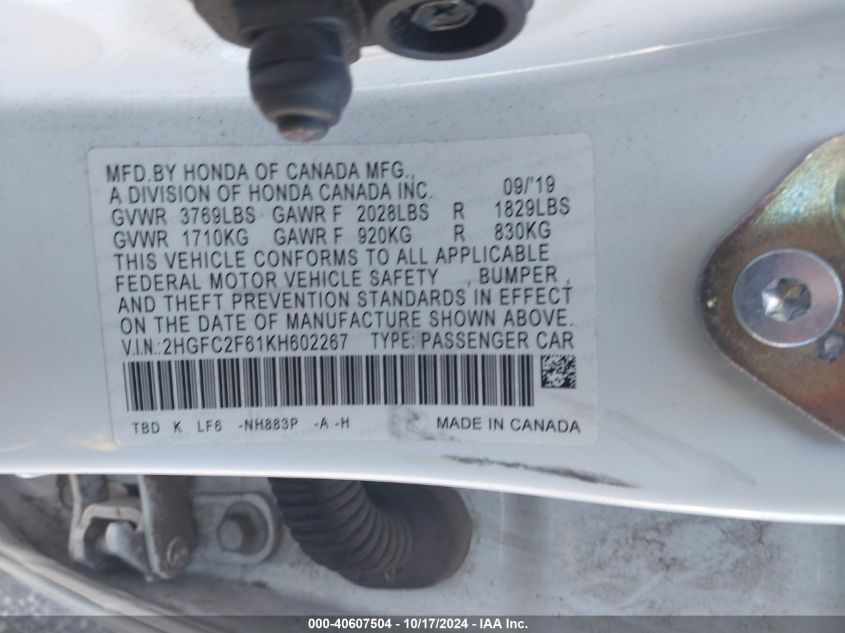 MFD.BY HONDA OF CANADA MFG.,
A DIVISION OF HONDA CANADA INC. 09/'19
GVWR 3769LBS GAWR F 2028LBS R 1829LBS
GVWR 1710KG GAWR F 920KG R 830KG
THIS VEHICLE CONFORMS TO ALL APPLICABLE
FEDERAL MOTOR VEHICLE SAFETY , BUMPER ,
AND THEFT PREVENTION STANDARDS IN EFFECT
ON THE DATE OF MANUFACTURE SHOWN ABOVE.
V.I.N.:2HGFC2F61KH602267 TYPE: PASSENGER CAR
TBD K LF6 -NH883P -A -H MADE IN CANADA
000-40607504 - 10/17/2024 - IAA Inc.